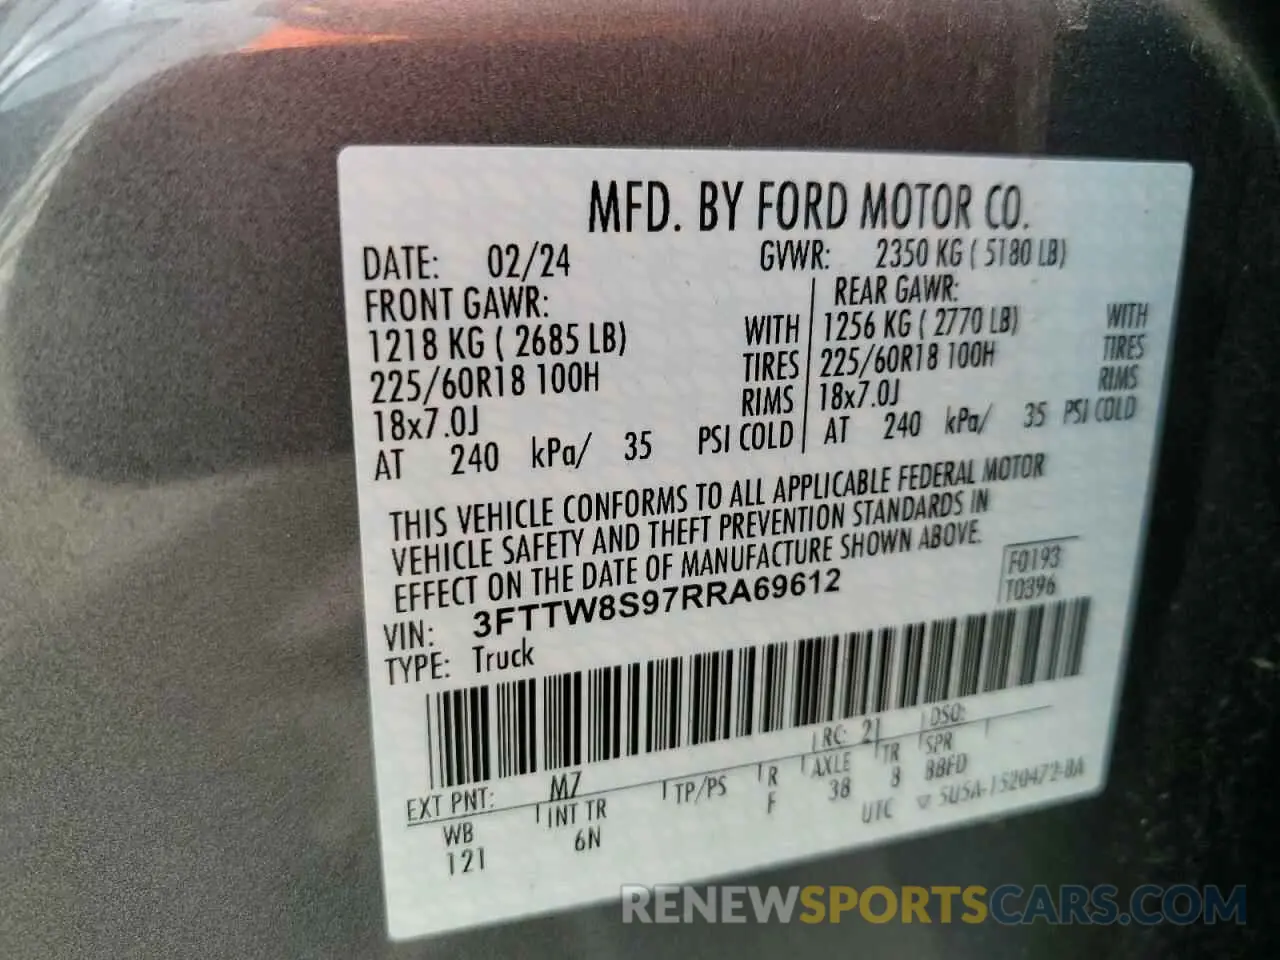 MFD. BY FORD MOTOR CO.
DATE: 02/24 GVWR: 2350 KG ( 5180 LB)
FRONT GAWR: REAR GAWR:
1218 KG ( 2685 LB) WITH 1256 KG ( 2770 LB) WITH
225/60R18 100H TIRES 225/60R18 100H TIRES
18x7.0J RIMS 18x7.0J RIMS
AT 240 kPa/ 35 PSI COLD AT 240 kPa/ 35 PSI COLD
THIS VEHICLE CONFORMS TO ALL APPLICABLE FEDERAL MOTOR
VEHICLE SAFETY AND THEFT PREVENTION STANDARDS IN
EFFECT ON THE DATE OF MANUFACTURE SHOWN ABOVE.
VIN: 3FTTW8S97RRA69612 F0193
TYPE: Truck T0396
EXT PNT: M7 RC: 21 DSO:
WB INT TR TP/PS R AXLE TR SPR
121 6N F 38 8 88FD
UTC 5U5A-1520472-BA
RENEWSPORTSCARS.COM